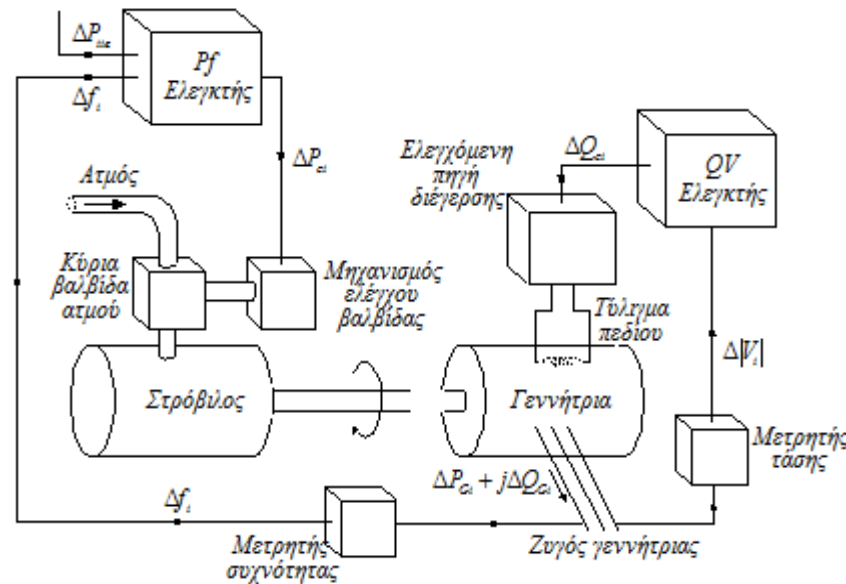 ΔP_tie
Δf_i
Pf
Ελεγκτής
ΔP_ci
Ατμός
Κύρια
βαλβίδα
ατμού
Μηχανισμός
ελέγχου
βαλβίδας
Ελεγχόμενη
πηγή
διέγερσης
ΔQ_ci
QV
Ελεγκτής
Τύλιγμα
πεδίου
Δ|V_i|
Στρόβιλος
Γεννήτρια
Μετρητής
τάσης
ΔP_Gi + jΔQ_Gi
Δf_i
Μετρητής
συχνότητας
Ζυγός γεννήτριας